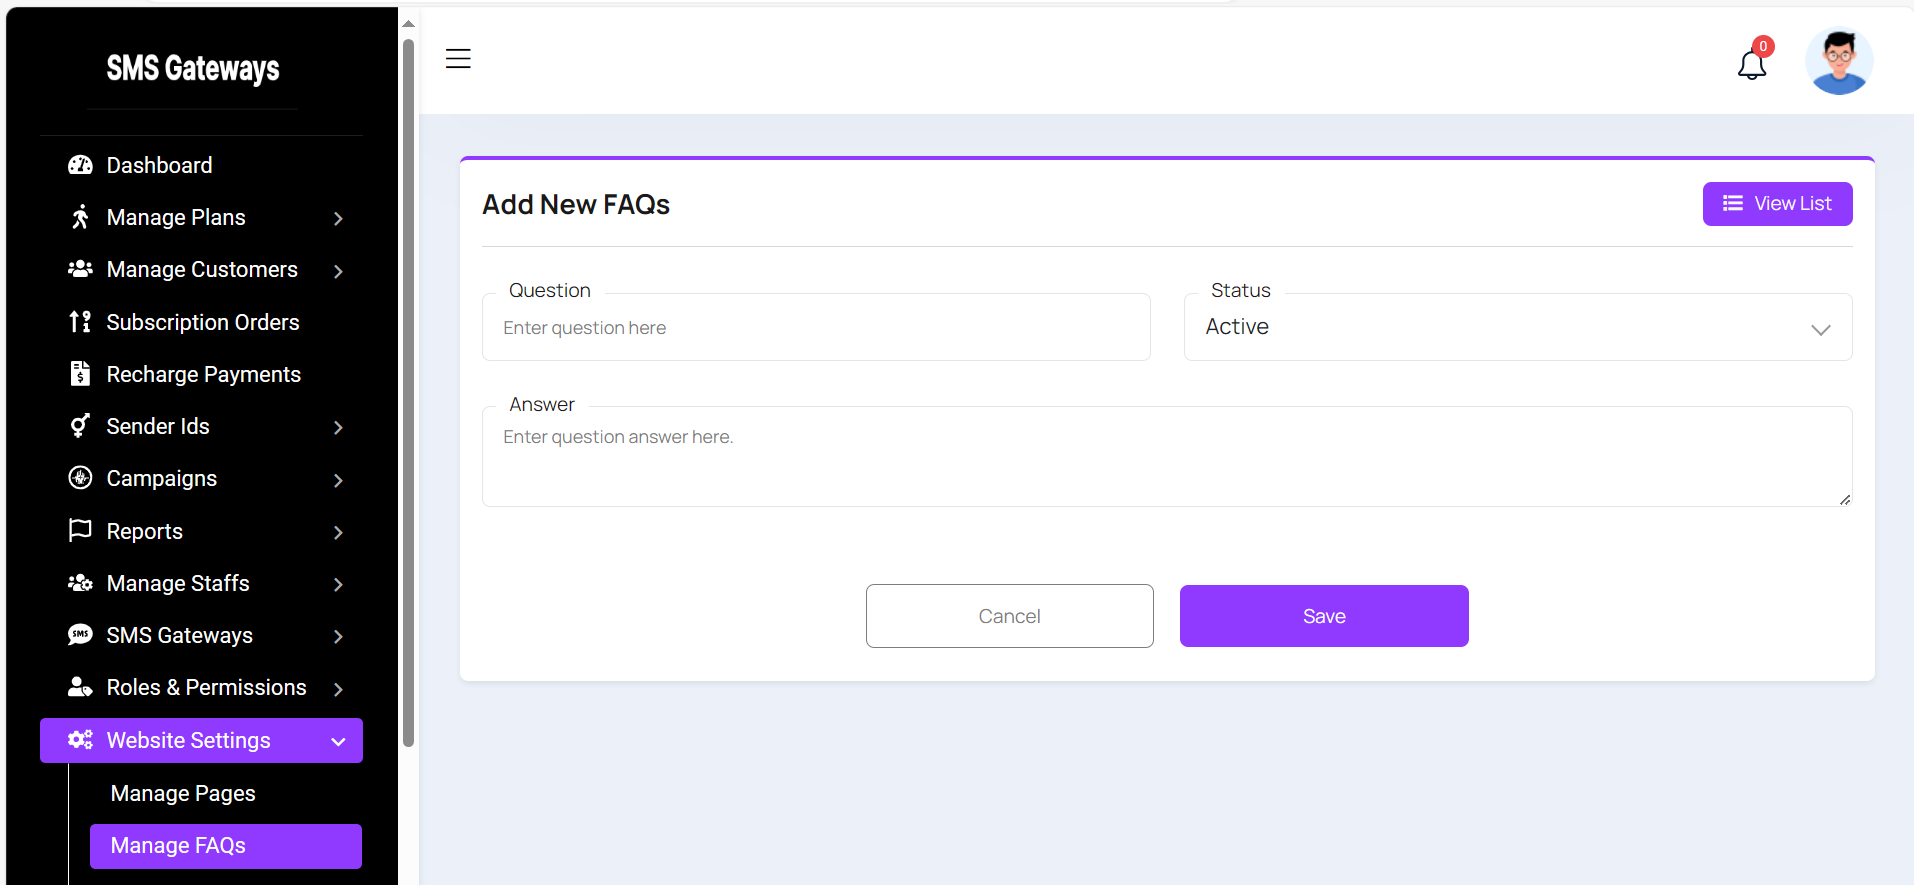 SMS Gateways
0
Dashboard
Manage Plans
Manage Customers
Subscription Orders
Recharge Payments
Sender Ids
Campaigns
Reports
Manage Staffs
SMS
SMS Gateways
Roles & Permissions
Website Settings
Manage Pages
Manage FAQs
Add New FAQs
View List
Question
Enter question here
Status
Active
Answer
Enter question answer here.
Cancel
Save